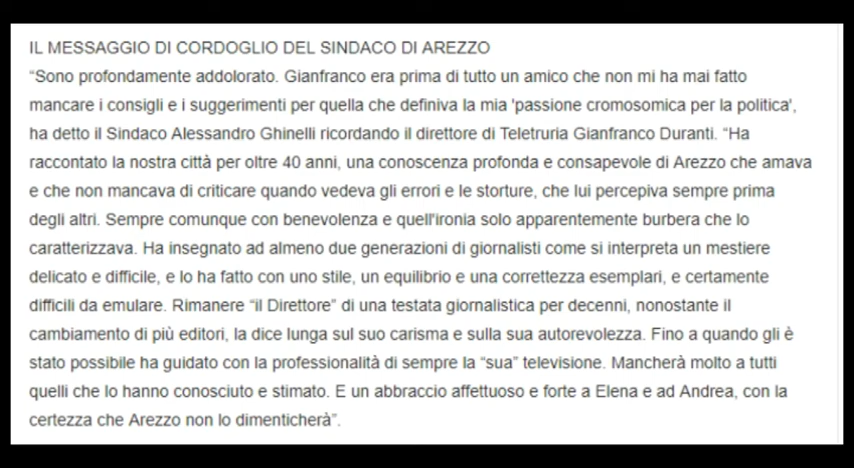 IL MESSAGGIO DI CORDOGLIO DEL SINDACO DI AREZZO
“Sono profondamente addolorato. Gianfranco era prima di tutto un amico che non mi ha mai fatto
mancare i consigli e i suggerimenti per quella che definiva la mia 'passione cromosomica per la politica',
ha detto il Sindaco Alessandro Ghinelli ricordando il direttore di Teletruria Gianfranco Duranti. “Ha
raccontato la nostra città per oltre 40 anni, una conoscenza profonda e consapevole di Arezzo che amava
e che non mancava di criticare quando vedeva gli errori e le storture, che lui percepiva sempre prima
degli altri. Sempre comunque con benevolenza e quell'ironia solo apparentemente burbera che lo
caratterizzava. Ha insegnato ad almeno due generazioni di giornalisti come si interpreta un mestiere
delicato e difficile, e lo ha fatto con uno stile, un equilibrio e una correttezza esemplari, e certamente
difficili da emulare. Rimanere “il Direttore” di una testata giornalistica per decenni, nonostante il
cambiamento di più editori, la dice lunga sul suo carisma e sulla sua autorevolezza. Fino a quando gli è
stato possibile ha guidato con la professionalità di sempre la “sua” televisione. Mancherà molto a tutti
quelli che lo hanno conosciuto e stimato. E un abbraccio affettuoso e forte a Elena e ad Andrea, con la
certezza che Arezzo non lo dimenticherà”.